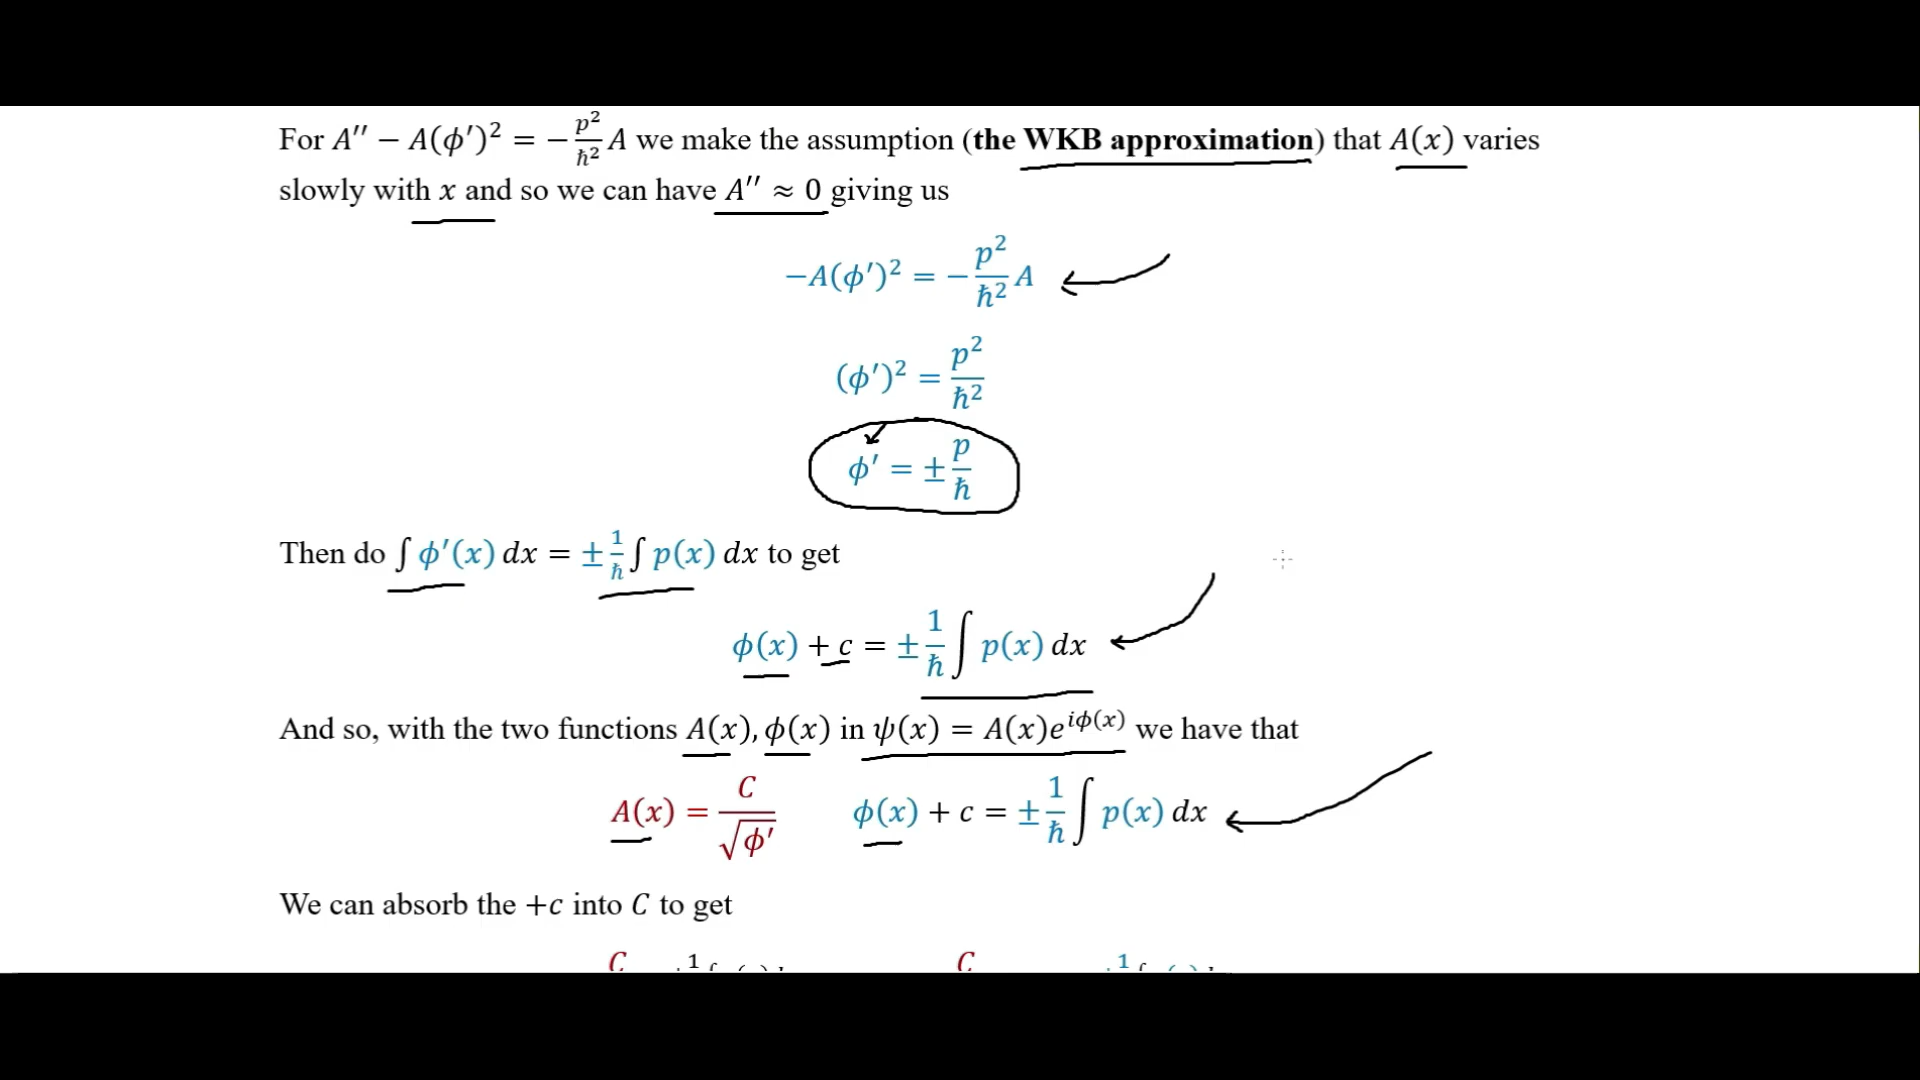 For A″ − A(ϕ′)² = −p²/ħ² A we make the assumption (the WKB approximation) that A(x) varies
slowly with x and so we can have A″ ≈ 0 giving us
−A(ϕ′)² = −p²/ħ² A
(ϕ′)² = p²/ħ²
ϕ′ = ±p/ħ
Then do ∫ ϕ′(x) dx = ±1/ħ ∫ p(x) dx to get
ϕ(x) + c = ±1/ħ ∫ p(x) dx
And so, with the two functions A(x), ϕ(x) in ψ(x) = A(x)e^{iϕ(x)} we have that
A(x) = C/√ϕ′ ϕ(x) + c = ±1/ħ ∫ p(x) dx
We can absorb the +c into C to get